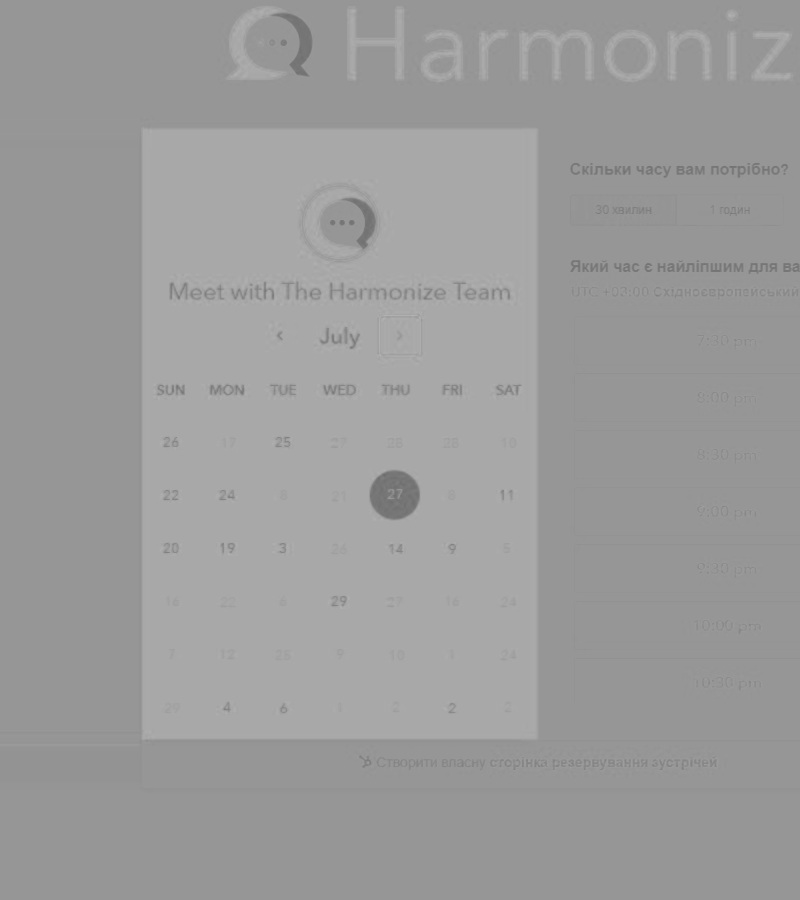 Harmoniz
Meet with The Harmonize Team
‹ July ›
SUN MON TUE WED THU FRI SAT
26 17 25 27 28 28 10
22 24 8 21 27 8 11
20 19 3 26 14 9 5
18 22 6 29 27 16 24
7 12 25 9 10 1 24
29 4 6 1 2 2 2
Скільки часу вам потрібно?
30 хвилин 1 годин
Який час є найліпшим для ва
UTC +03:00 Східноєвропейський
7:30 pm
8:00 pm
8:30 pm
9:00 pm
9:30 pm
10:00 pm
10:30 pm
Створити власну сторінка резервування зустрічей